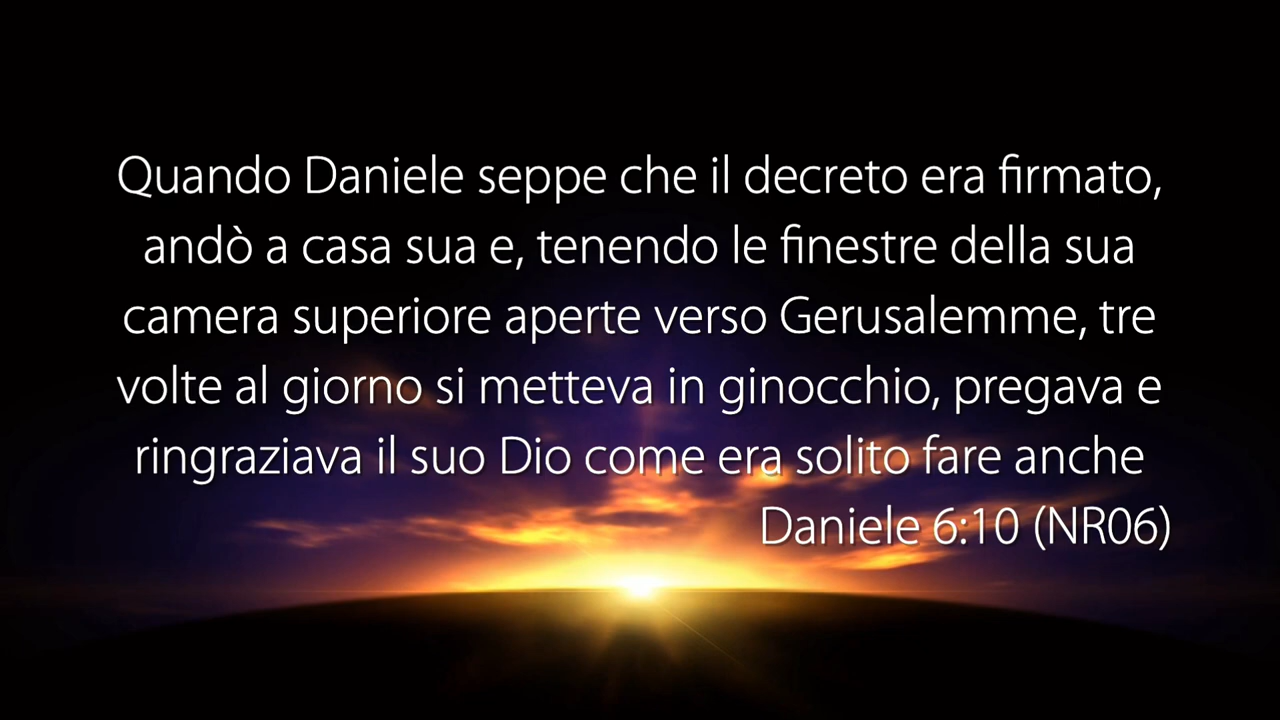 Quando Daniele seppe che il decreto era firmato,
andò a casa sua e, tenendo le finestre della sua
camera superiore aperte verso Gerusalemme, tre
volte al giorno si metteva in ginocchio, pregava e
ringraziava il suo Dio come era solito fare anche
Daniele 6:10 (NR06)